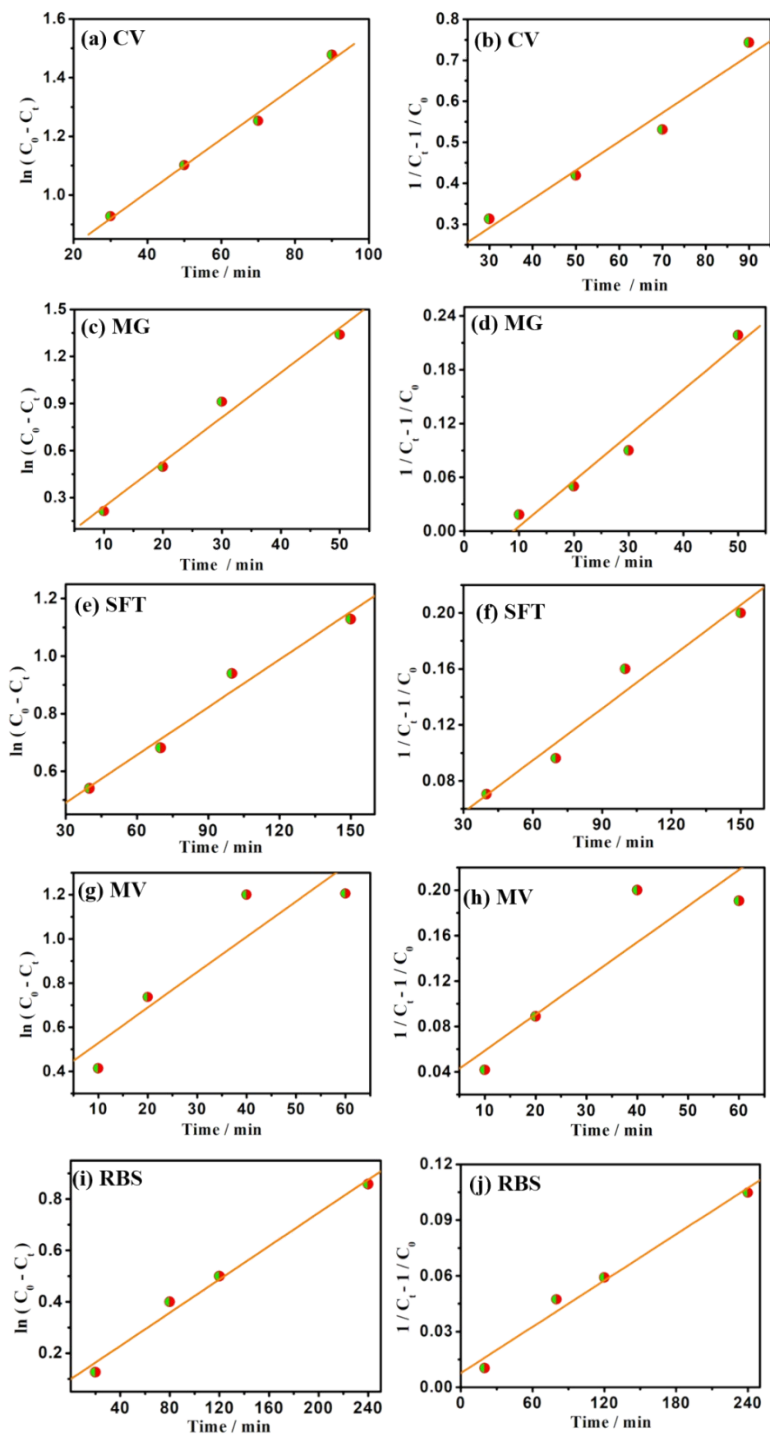 (a) CV
ln ( C₀ - Cₜ)
1.6
1.4
1.2
1.0
20 40 60 80 100
Time / min
(b) CV
1 / Cₜ - 1 / C₀
0.8
0.7
0.6
0.5
0.4
0.3
30 40 50 60 70 80 90
Time / min
(c) MG
ln ( C₀ - Cₜ)
1.5
1.2
0.9
0.6
0.3
10 20 30 40 50
Time / min
(d) MG
1 / Cₜ - 1 / C₀
0.24
0.18
0.12
0.06
0.00
0 10 20 30 40 50
Time / min
(e) SFT
ln ( C₀ - Cₜ)
1.2
1.0
0.8
0.6
30 60 90 120 150
Time / min
(f) SFT
1 / Cₜ - 1 / C₀
0.20
0.16
0.12
0.08
30 60 90 120 150
Time / min
(g) MV
ln ( C₀ - Cₜ)
1.2
1.0
0.8
0.6
0.4
10 20 30 40 50 60
Time / min
(h) MV
1 / Cₜ - 1 / C₀
0.20
0.16
0.12
0.08
0.04
10 20 30 40 50 60
Time / min
(i) RBS
ln ( C₀ - Cₜ)
0.8
0.6
0.4
0.2
40 80 120 160 200 240
Time / min
(j) RBS
1 / Cₜ - 1 / C₀
0.12
0.09
0.06
0.03
0.00
0 60 120 180 240
Time / min